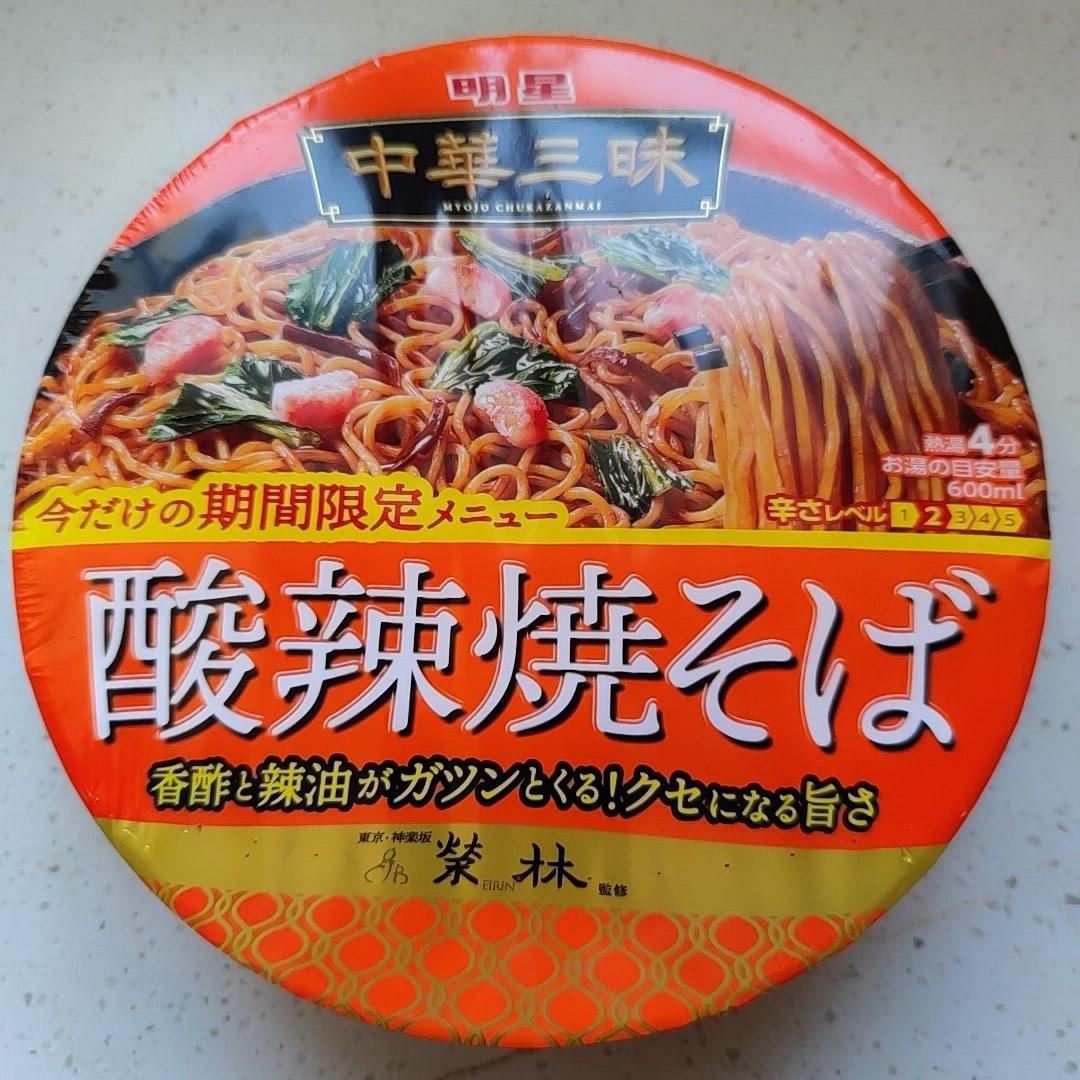 明星
中華三昧
MYOJO CHUKAZANMAI
熱湯4分
お湯の目安量
600ml
辛さレベル 1 2 3 4 5
今だけの期間限定メニュー
酸辣焼そば
香酢と辣油がガツンとくる!クセになる旨さ
東京・神楽坂
榮林
EIRIN
監修